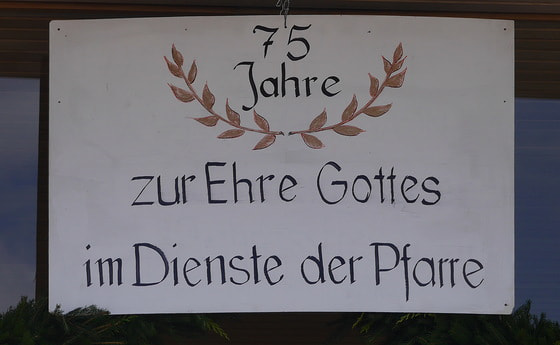 75
Jahre
zur Ehre Gottes
im Dienste der Pfarre